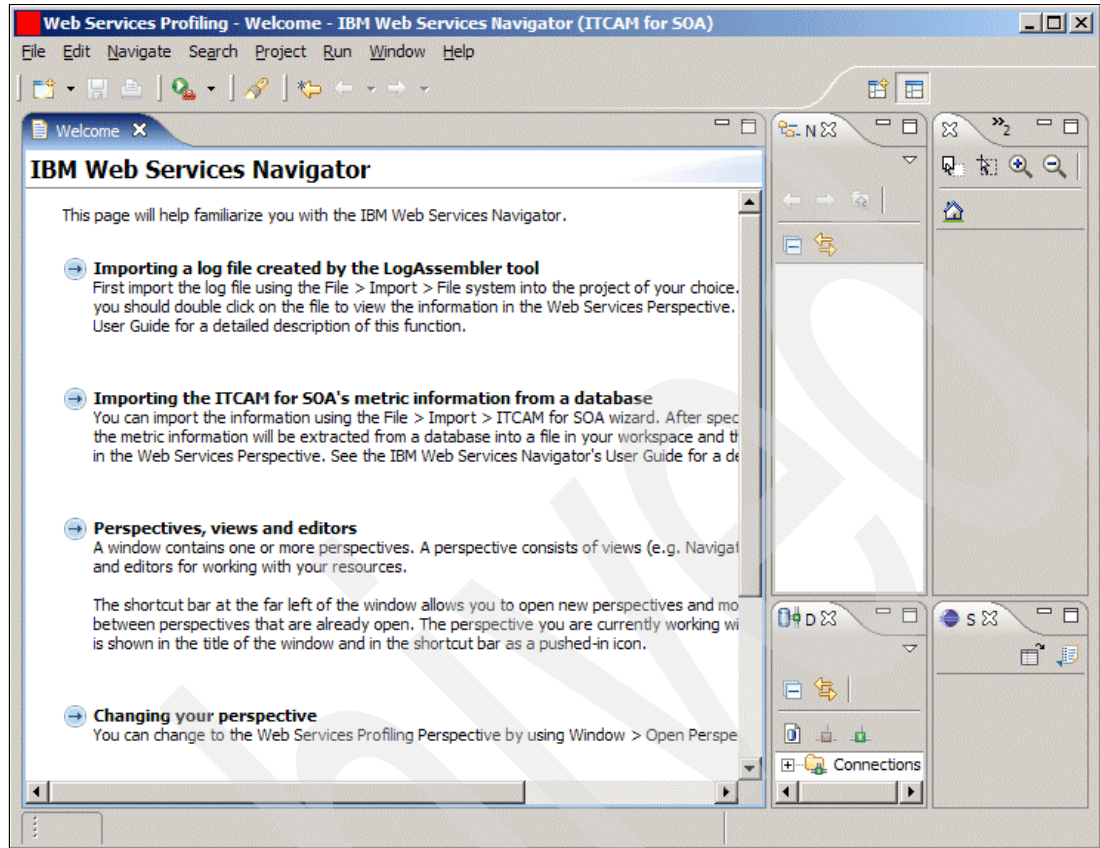 Web Services Profiling - Welcome - IBM Web Services Navigator (ITCAM for SOA)
File Edit Navigate Search Project Run Window Help
Welcome
N
2
IBM Web Services Navigator
This page will help familiarize you with the IBM Web Services Navigator.
Importing a log file created by the LogAssembler tool
First import the log file using the File > Import > File system into the project of your choice.
you should double click on the file to view the information in the Web Services Perspective.
User Guide for a detailed description of this function.
Importing the ITCAM for SOA's metric information from a database
You can import the information using the File > Import > ITCAM for SOA wizard. After spec
the metric information will be extracted from a database into a file in your workspace and th
in the Web Services Perspective. See the IBM Web Services Navigator's User Guide for a de
Perspectives, views and editors
A window contains one or more perspectives. A perspective consists of views (e.g. Navigat
and editors for working with your resources.
The shortcut bar at the far left of the window allows you to open new perspectives and mo
between perspectives that are already open. The perspective you are currently working wi
is shown in the title of the window and in the shortcut bar as a pushed-in icon.
Changing your perspective
You can change to the Web Services Profiling Perspective by using Window > Open Perspe
D
S
Connections